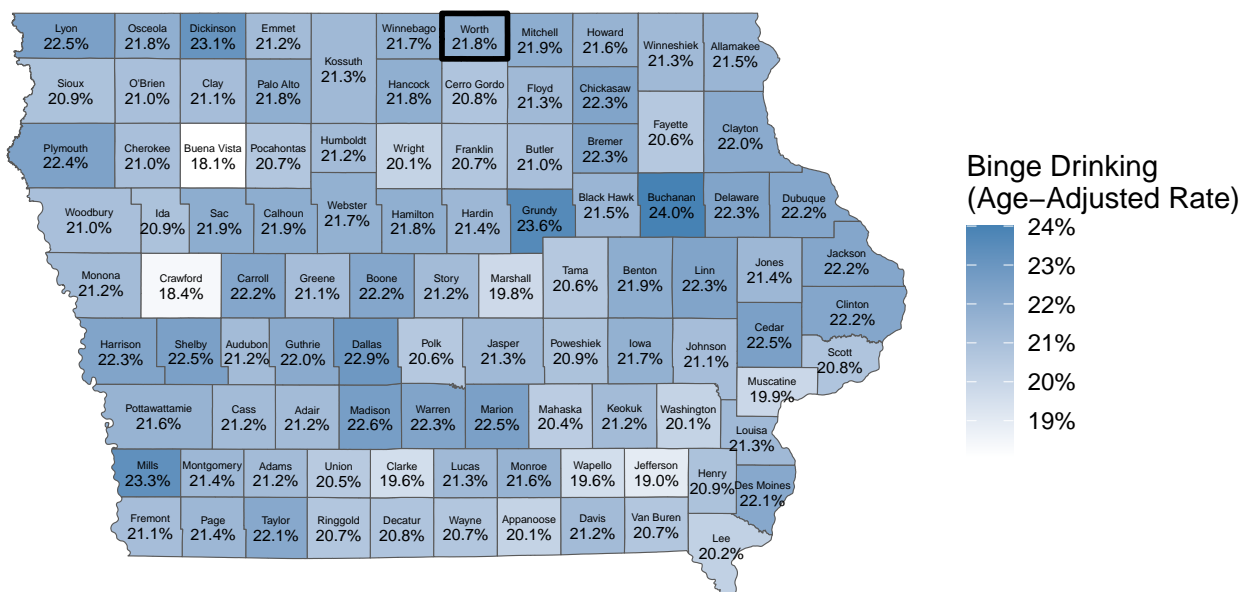 Lyon
22.5%
Osceola
21.8%
Dickinson
23.1%
Emmet
21.2%
Kossuth
21.3%
Winnebago
21.7%
Worth
21.8%
Mitchell
21.9%
Howard
21.6%
Winneshiek
21.3%
Allamakee
21.5%
Sioux
20.9%
O'Brien
21.0%
Clay
21.1%
Palo Alto
21.8%
Hancock
21.8%
Cerro Gordo
20.8%
Floyd
21.3%
Chickasaw
22.3%
Plymouth
22.4%
Cherokee
21.0%
Buena Vista
18.1%
Pocahontas
20.7%
Humboldt
21.2%
Wright
20.1%
Franklin
20.7%
Butler
21.0%
Bremer
22.3%
Fayette
20.6%
Clayton
22.0%
Woodbury
21.0%
Ida
20.9%
Sac
21.9%
Calhoun
21.9%
Webster
21.7%
Hamilton
21.8%
Hardin
21.4%
Grundy
23.6%
Black Hawk
21.5%
Buchanan
24.0%
Delaware
22.3%
Dubuque
22.2%
Monona
21.2%
Crawford
18.4%
Carroll
22.2%
Greene
21.1%
Boone
22.2%
Story
21.2%
Marshall
19.8%
Tama
20.6%
Benton
21.9%
Linn
22.3%
Jones
21.4%
Jackson
22.2%
Clinton
22.2%
Harrison
22.3%
Shelby
22.5%
Audubon
21.2%
Guthrie
22.0%
Dallas
22.9%
Polk
20.6%
Jasper
21.3%
Poweshiek
20.9%
Iowa
21.7%
Johnson
21.1%
Cedar
22.5%
Scott
20.8%
Muscatine
19.9%
Pottawattamie
21.6%
Cass
21.2%
Adair
21.2%
Madison
22.6%
Warren
22.3%
Marion
22.5%
Mahaska
20.4%
Keokuk
21.2%
Washington
20.1%
Louisa
21.3%
Mills
23.3%
Montgomery
21.4%
Adams
21.2%
Union
20.5%
Clarke
19.6%
Lucas
21.3%
Monroe
21.6%
Wapello
19.6%
Jefferson
19.0%
Henry
20.9%
Des Moines
22.1%
Fremont
21.1%
Page
21.4%
Taylor
22.1%
Ringgold
20.7%
Decatur
20.8%
Wayne
20.7%
Appanoose
20.1%
Davis
21.2%
Van Buren
20.7%
Lee
20.2%
Binge Drinking
(Age−Adjusted Rate)
24%
23%
22%
21%
20%
19%